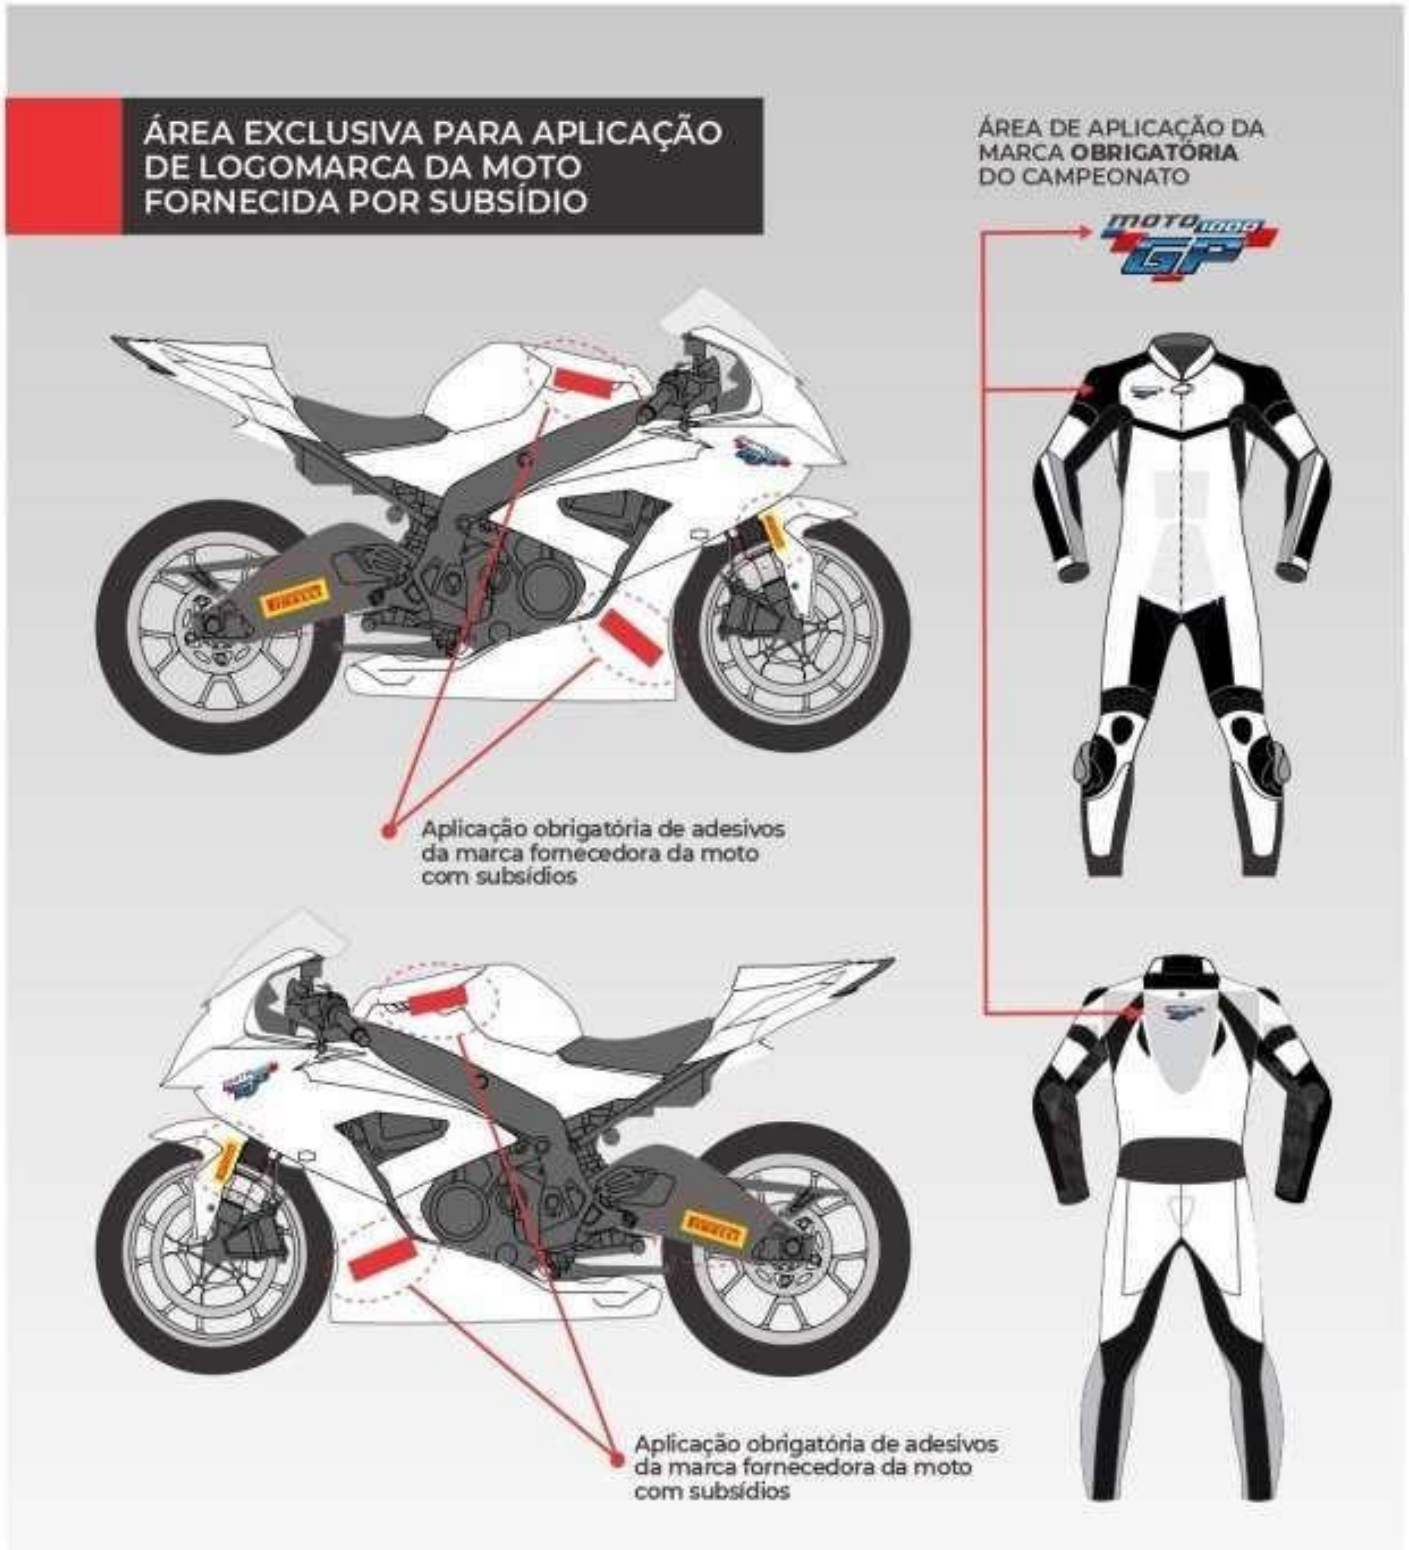 ÁREA EXCLUSIVA PARA APLICAÇÃO
DE LOGOMARCA DA MOTO
FORNECIDA POR SUBSÍDIO
ÁREA DE APLICAÇÃO DA
MARCA OBRIGATÓRIA
DO CAMPEONATO
MOTO 1000
GP
PIRELLI
Aplicação obrigatória de adesivos
da marca fornecedora da moto
com subsídios
PIRELLI
Aplicação obrigatória de adesivos
da marca fornecedora da moto
com subsídios